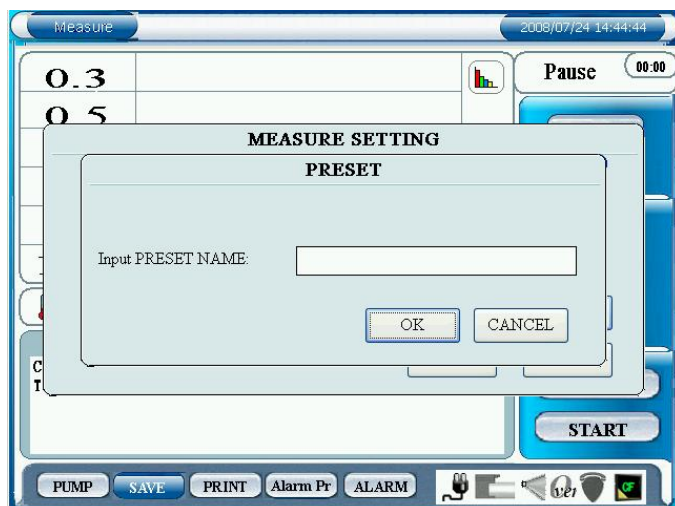 Measure
2008/07/24 14:44:44
0.3
Pause
00:00
0.5
MEASURE SETTING
PRESET
Input PRESET NAME:
OK
CANCEL
START
PUMP
SAVE
PRINT
Alarm Pr
ALARM
CF